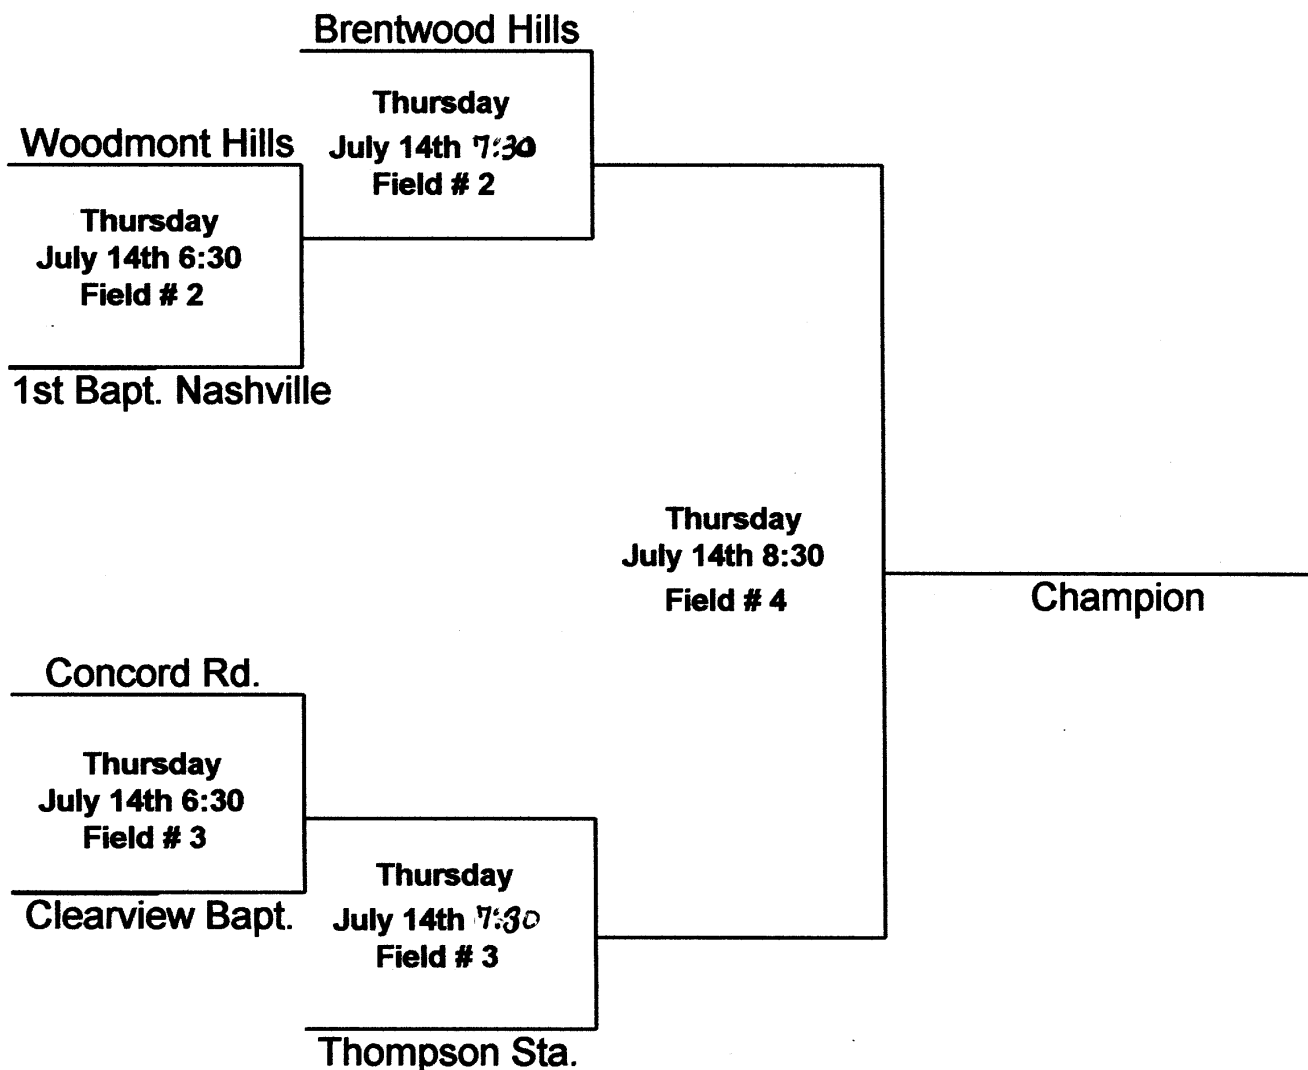 Brentwood Hills
Thursday
July 14th 7:30
Field # 2
Woodmont Hills
Thursday
July 14th 6:30
Field # 2
1st Bapt. Nashville
Thursday
July 14th 8:30
Field # 4
Champion
Concord Rd.
Thursday
July 14th 6:30
Field # 3
Clearview Bapt.
Thursday
July 14th 7:30
Field # 3
Thompson Sta.